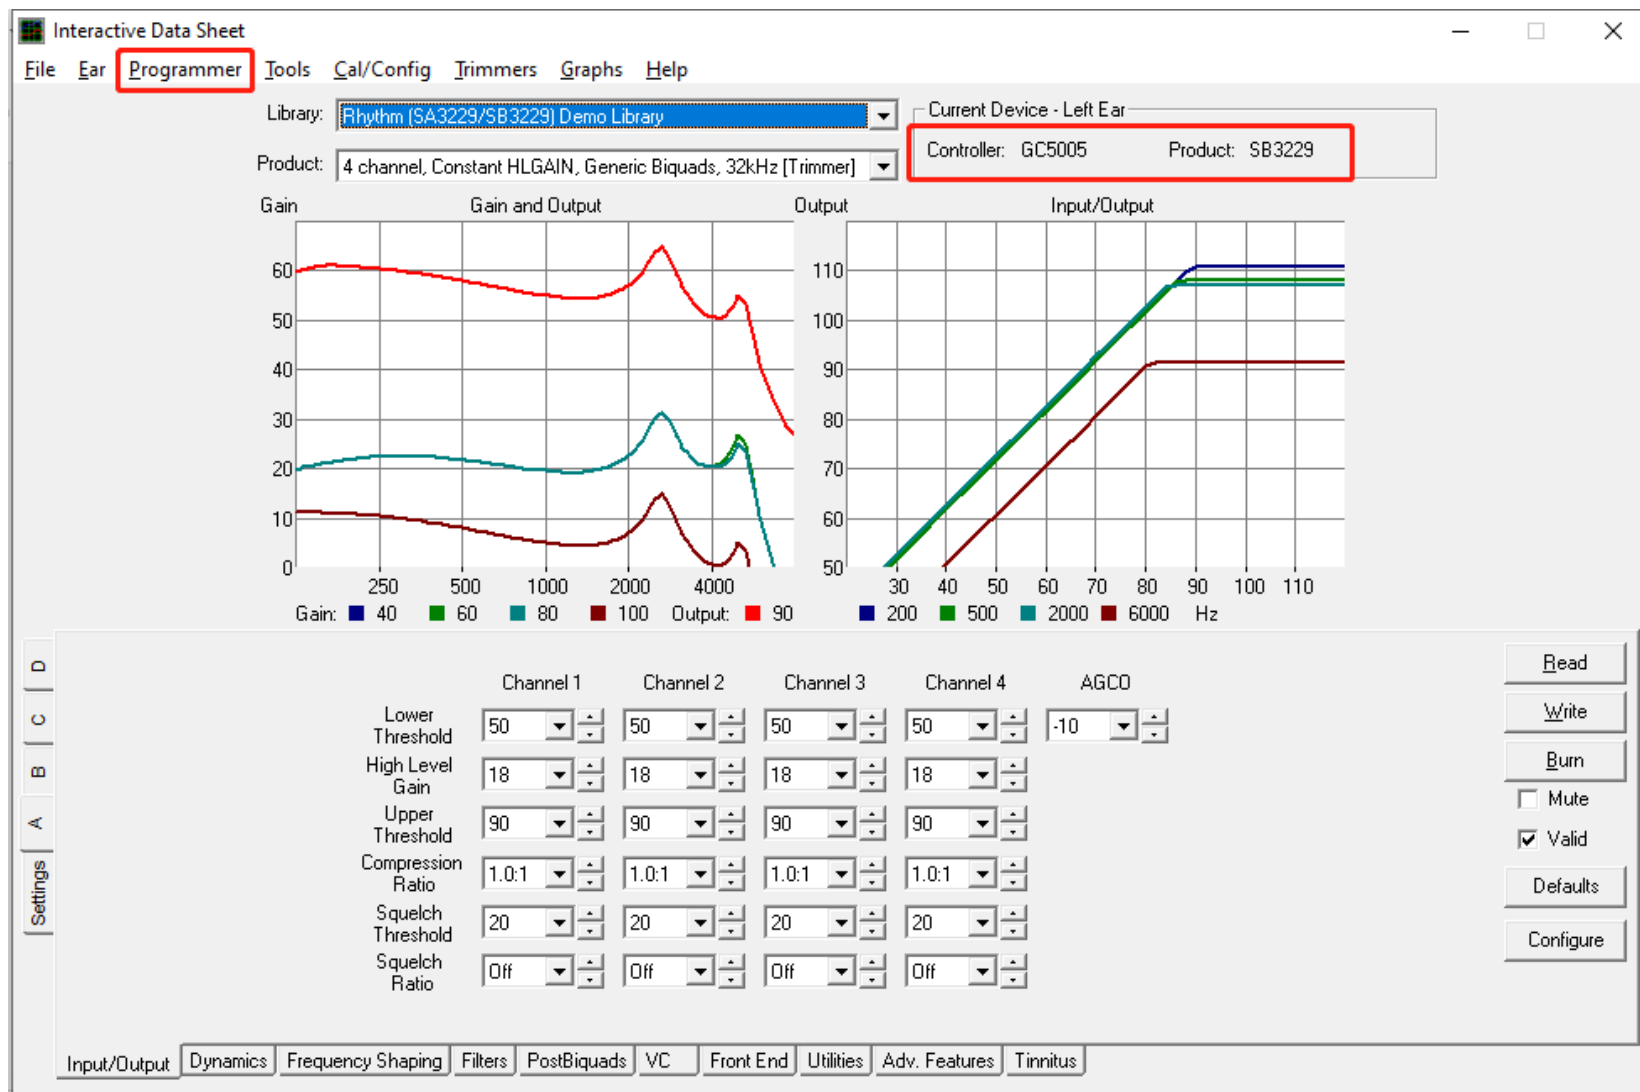 Interactive Data Sheet
File Ear Programmer Tools Cal/Config Trimmers Graphs Help
Library: Rhythm (SA3229/SB3229) Demo Library
Current Device - Left Ear
Controller: GC5005 Product: SB3229
Product: 4 channel, Constant HLGAIN, Generic Biquads, 32kHz [Trimmer]
Gain Gain and Output Output Input/Output
60 110
50 100
40 90
30 80
20 70
10 60
0 50
250 500 1000 2000 4000 30 40 50 60 70 80 90 100 110
Gain: 40 60 80 100 Output: 90 200 500 2000 6000 Hz
D
C
B
A
Settings
Channel 1 Channel 2 Channel 3 Channel 4 AGCO
Lower Threshold 50 50 50 50 -10
High Level Gain 18 18 18 18
Upper Threshold 90 90 90 90
Compression Ratio 1.0:1 1.0:1 1.0:1 1.0:1
Squelch Threshold 20 20 20 20
Squelch Ratio Off Off Off Off
Read
Write
Burn
Mute
Valid
Defaults
Configure
Input/Output Dynamics Frequency Shaping Filters PostBiquads VC Front End Utilities Adv. Features Tinnitus